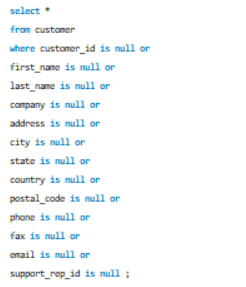 select *
from customer
where customer_id is null or
first_name is null or
last_name is null or
company is null or
address is null or
city is null or
state is null or
country is null or
postal_code is null or
phone is null or
fax is null or
email is null or
support_rep_id is null ;